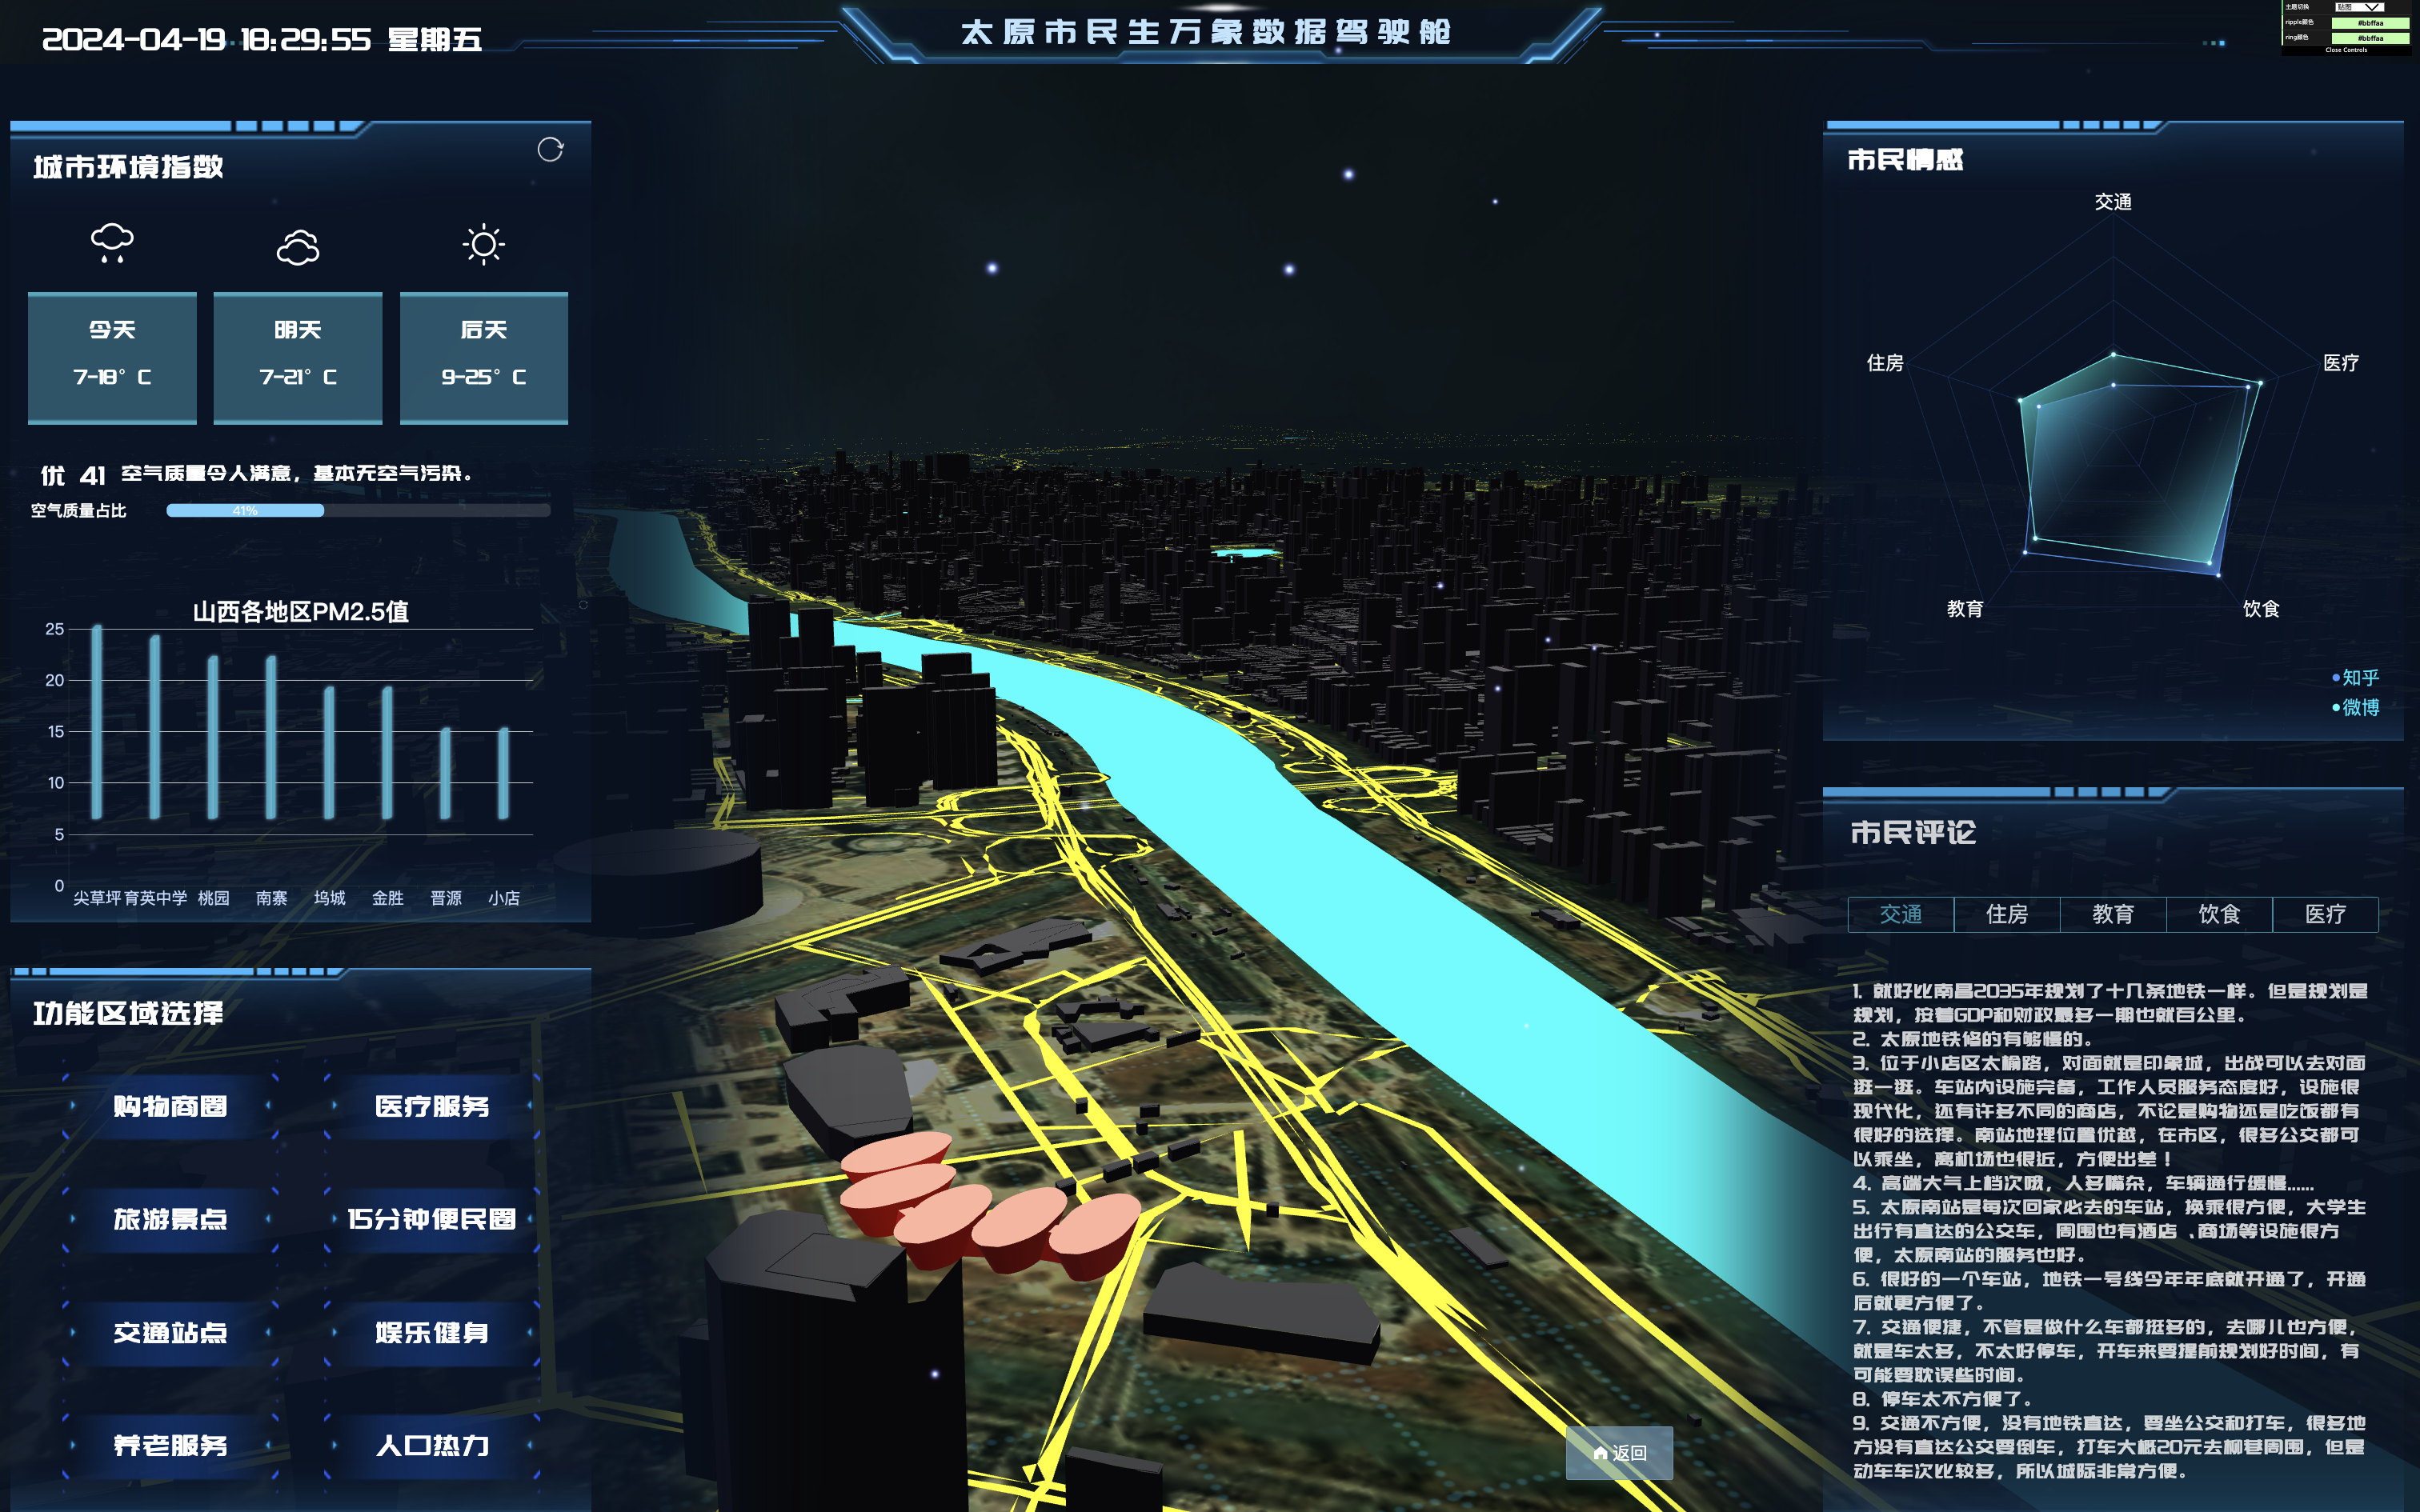 2024-04-19 18:29:55 星期五
太原市民生万象数据驾驶舱
主题切换 贴图
ripple颜色 #bbffaa
ring颜色 #bbffaa
Close Controls
城市环境指数
今天 明天 后天
7-18° C 7-21° C 9-25° C
优 41 空气质量令人满意，基本无空气污染。
空气质量占比 41%
山西各地区PM2.5值
25
20
15
10
5
0
尖草坪 育英中学 桃园 南寨 坞城 金胜 晋源 小店
功能区域选择
购物商圈 医疗服务
旅游景点 15分钟便民圈
交通站点 娱乐健身
养老服务 人口热力
返回
市民情感
交通
住房 医疗
教育 饮食
知乎
微博
市民评论
交通 住房 教育 饮食 医疗
1. 就好比南昌2035年规划了十几条地铁一样。但是规划是
规划，按着GDP和财政最多一期也就百公里。
2. 太原地铁修的有够慢的。
3. 位于小店区太榆路，对面就是印象城，出战可以去对面
逛一逛。车站内设施完备，工作人员服务态度好，设施很
现代化，还有许多不同的商店，不论是购物还是吃饭都有
很好的选择。南站地理位置优越，在市区，很多公交都可
以乘坐，离机场也很近，方便出差！
4. 高端大气上档次哦，人多嘴杂，车辆通行缓慢……
5. 太原南站是每次回家必去的车站，换乘很方便，大学生
出行有直达的公交车，周围也有酒店 、商场等设施很方
便，太原南站的服务也好。
6. 很好的一个车站，地铁一号线今年年底就开通了，开通
后就更方便了。
7. 交通便捷，不管是做什么车都挺多的，去哪儿也方便，
就是车太多，不太好停车，开车来要提前规划好时间，有
可能要耽误些时间。
8. 停车太不方便了。
9. 交通不方便，没有地铁直达，要坐公交和打车，很多地
方没有直达公交要倒车，打车大概20元去柳巷周围，但是
动车车次比较多，所以城际非常方便。